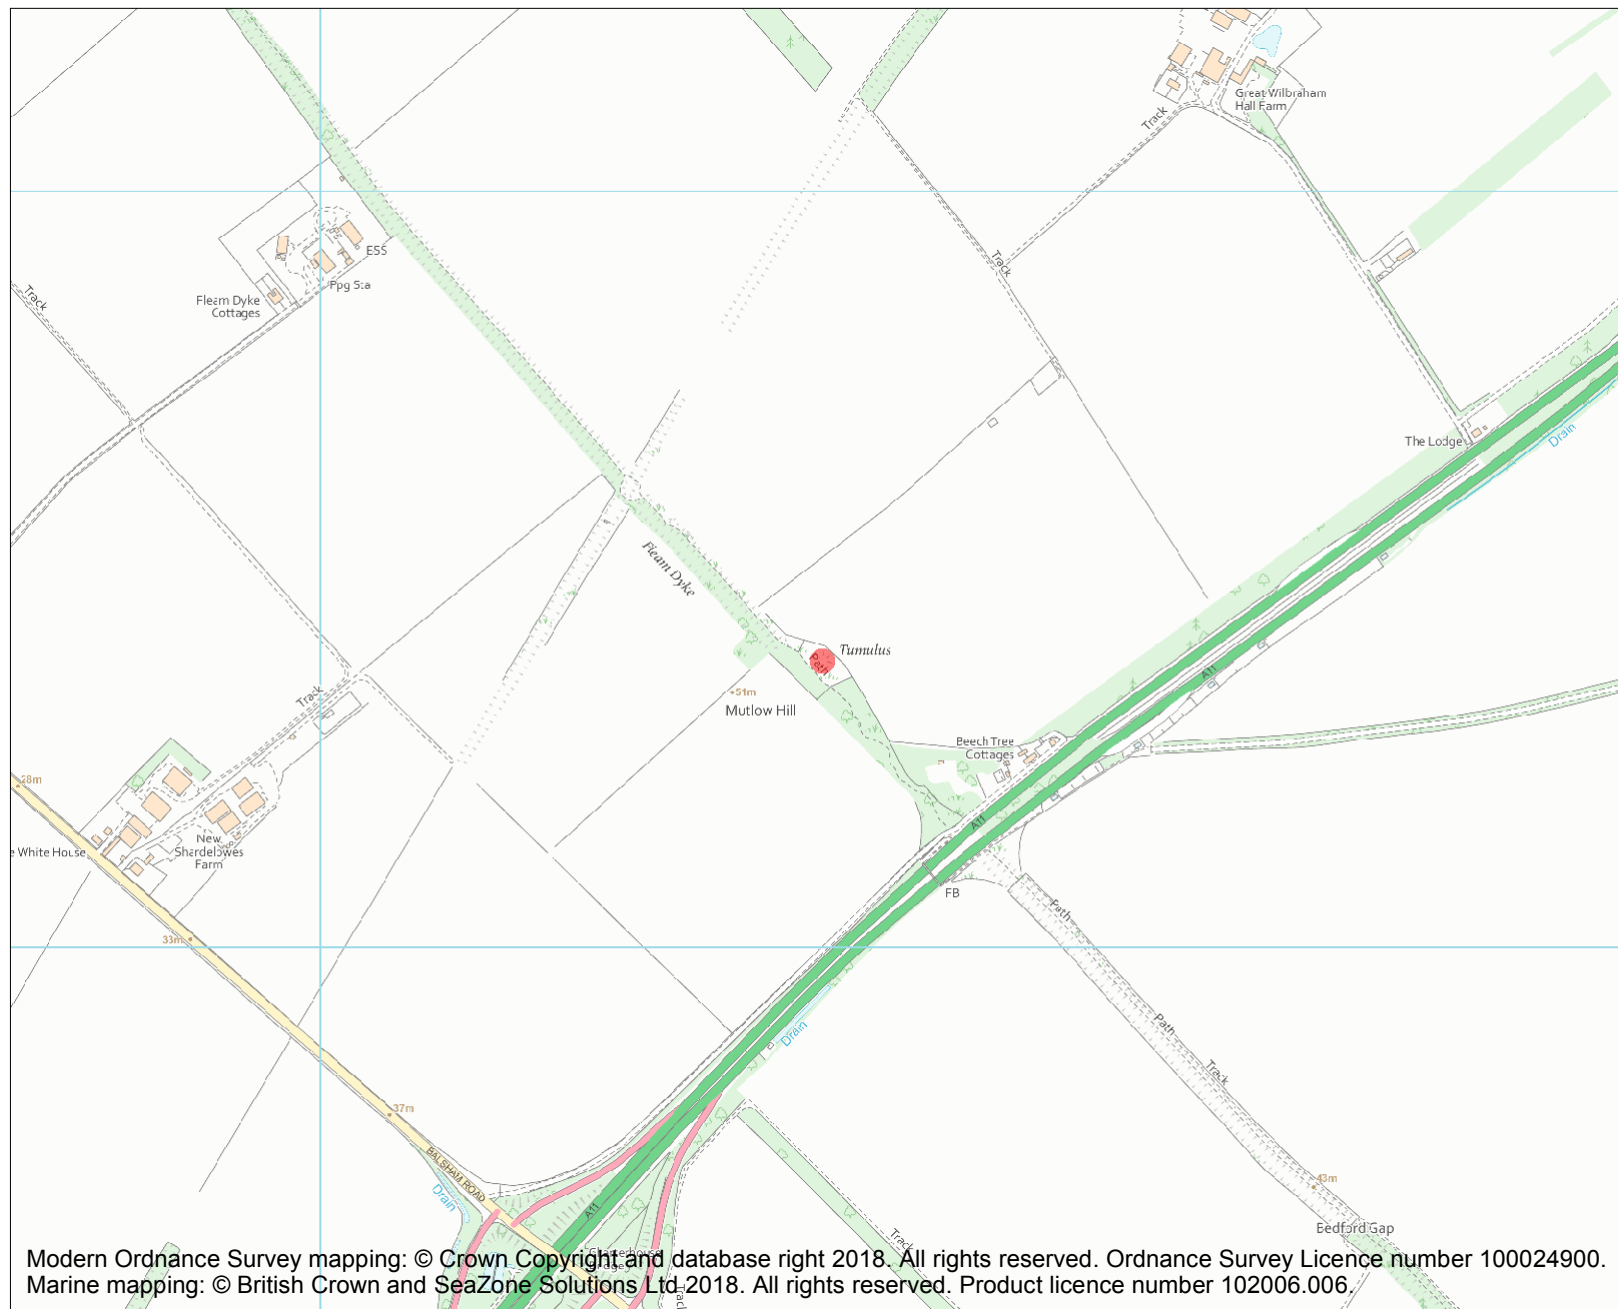 Great Wilbraham
Hall Farm
Track
ESS
Ppg Sta
Fleam Dyke
Cottages
Track
Track
The Lodge
Drain
Fleam Dyke
Path
Tumulus
51m
Mutlow Hill
A11
Track
Beech Tree
Cottages
28m
e White House
New
Shardelowes
Farm
A11
FB
Path
33m
Drain
Path
Track
37m
BALSHAM ROAD
43m
Drain
A11
Bedford Gap
Track
Track
Modern Ordnance Survey mapping: © Crown Copyright and database right 2018. All rights reserved. Ordnance Survey Licence number 100024900.
Marine mapping: © British Crown and SeaZone Solutions Ltd 2018. All rights reserved. Product licence number 102006.006.